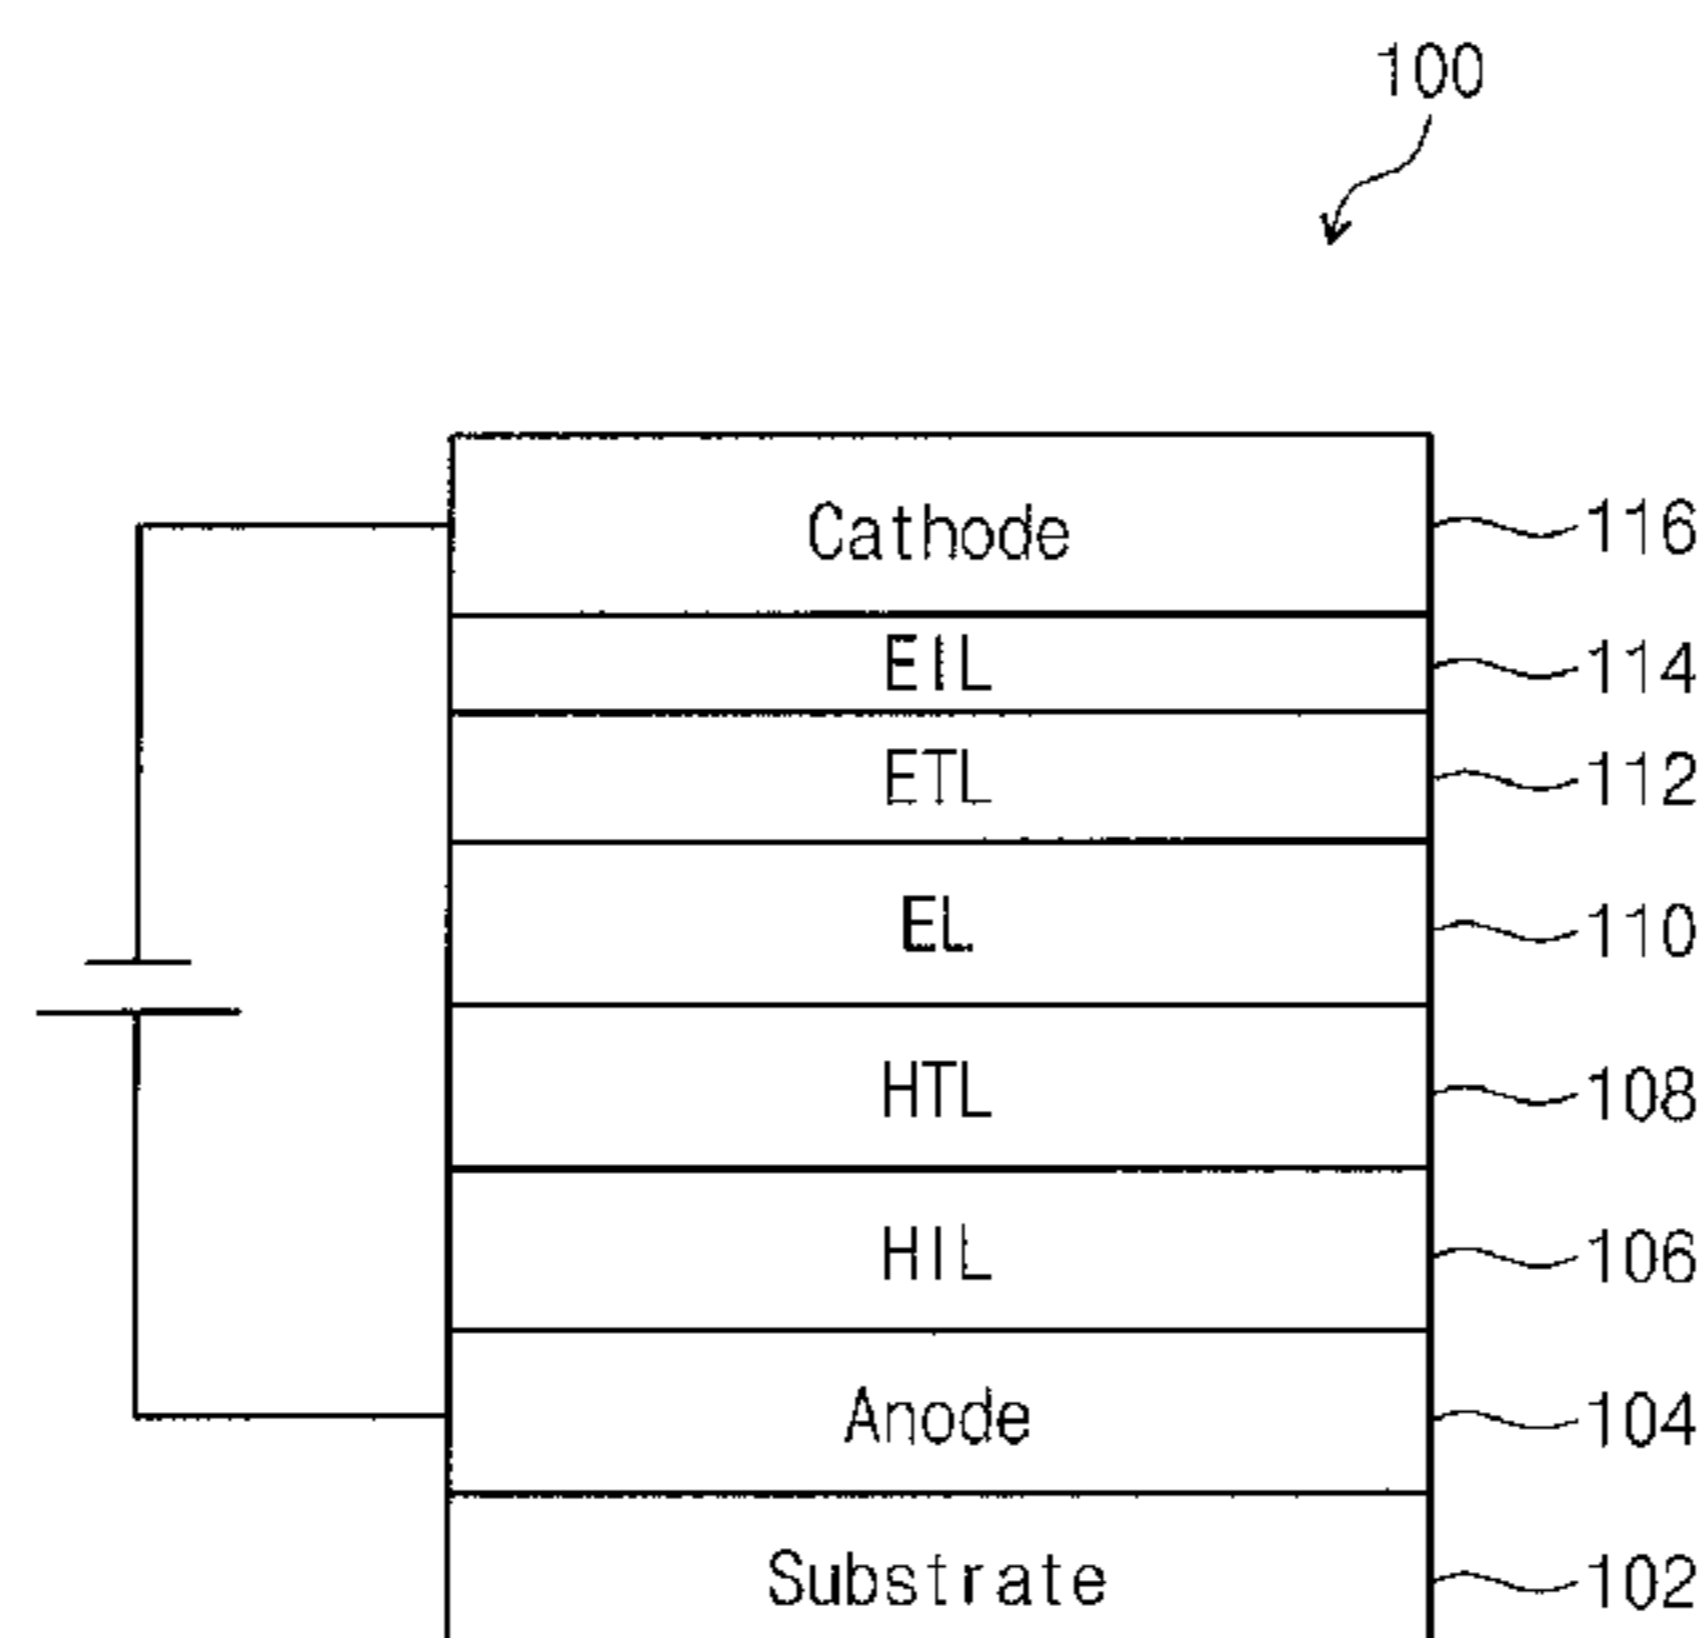 100
Cathode 116
EIL 114
ETL 112
EL 110
HTL 108
HIL 106
Anode 104
Substrate 102